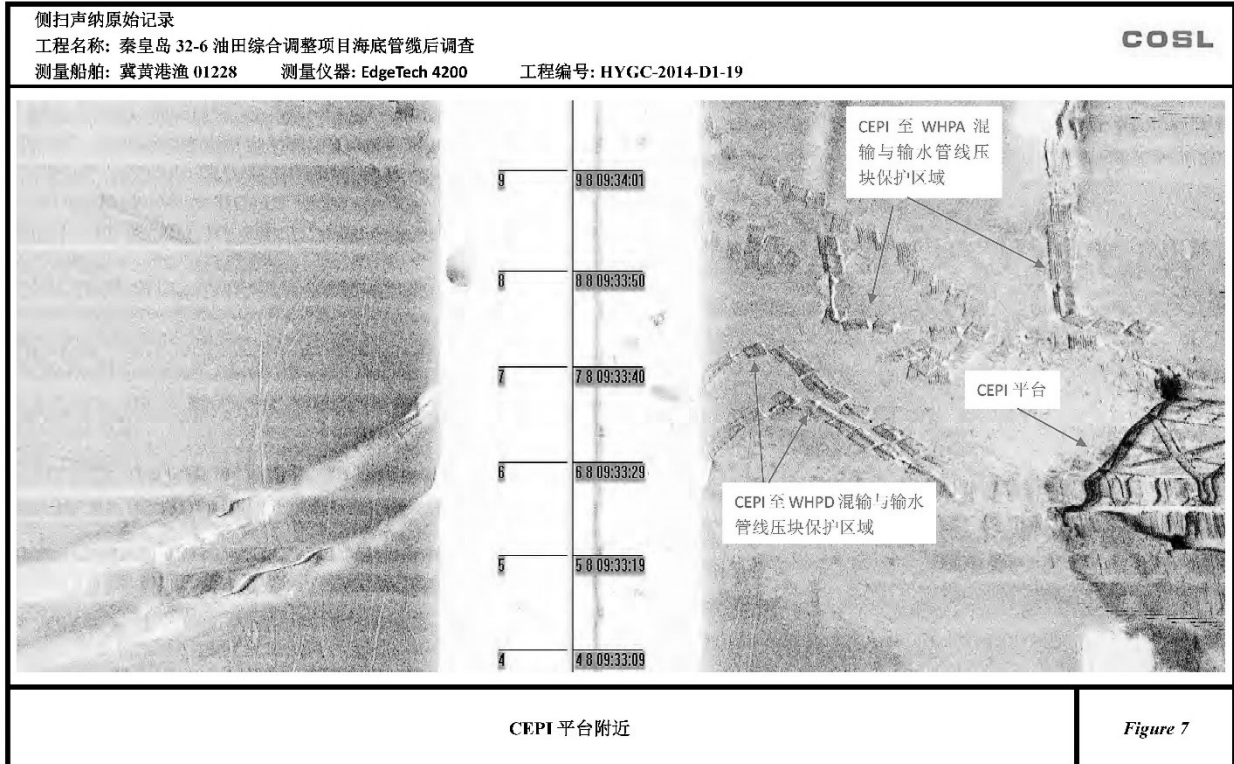 侧扫声纳原始记录
COSL
工程名称: 秦皇岛 32-6 油田综合调整项目海底管缆后调查
测量船舶: 冀黄港渔 01228 测量仪器: EdgeTech 4200 工程编号: HYGC-2014-D1-19
CEPI 至 WHPA 混
输与输水管线压
块保护区域
9 9 8 09:34:01
8 8 8 09:33:50
7 7 8 09:33:40
CEPI 平台
6 6 8 09:33:29
CEPI 至 WHPD 混输与输水
管线压块保护区域
5 5 8 09:33:19
4 4 8 09:33:09
CEPI 平台附近
Figure 7